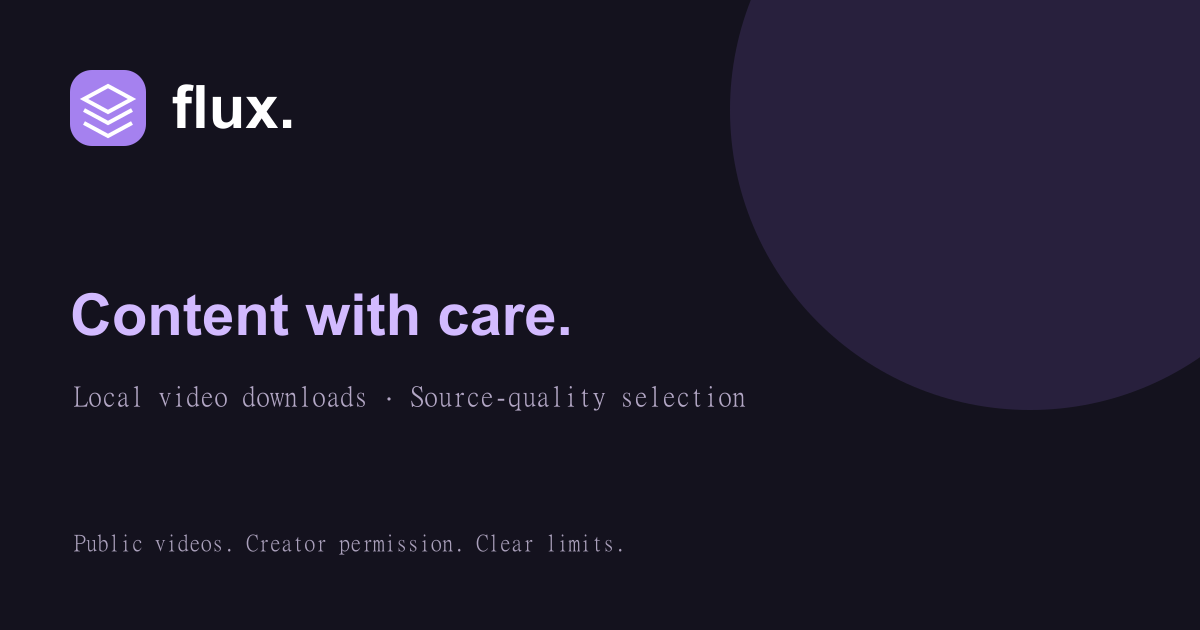 flux.
Content with care.
Local video downloads · Source-quality selection
Public videos. Creator permission. Clear limits.